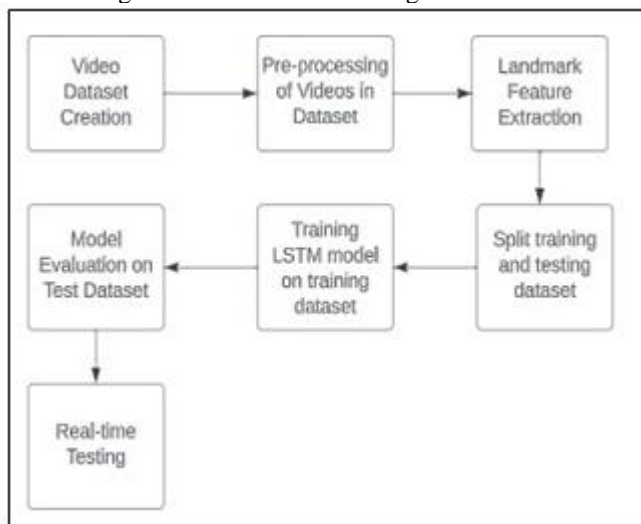 Video
Dataset
Creation
Pre-processing
of Videos in
Dataset
Landmark
Feature
Extraction
Model
Evaluation on
Test Dataset
Training
LSTM model
on training
dataset
Split training
and testing
dataset
Real-time
Testing